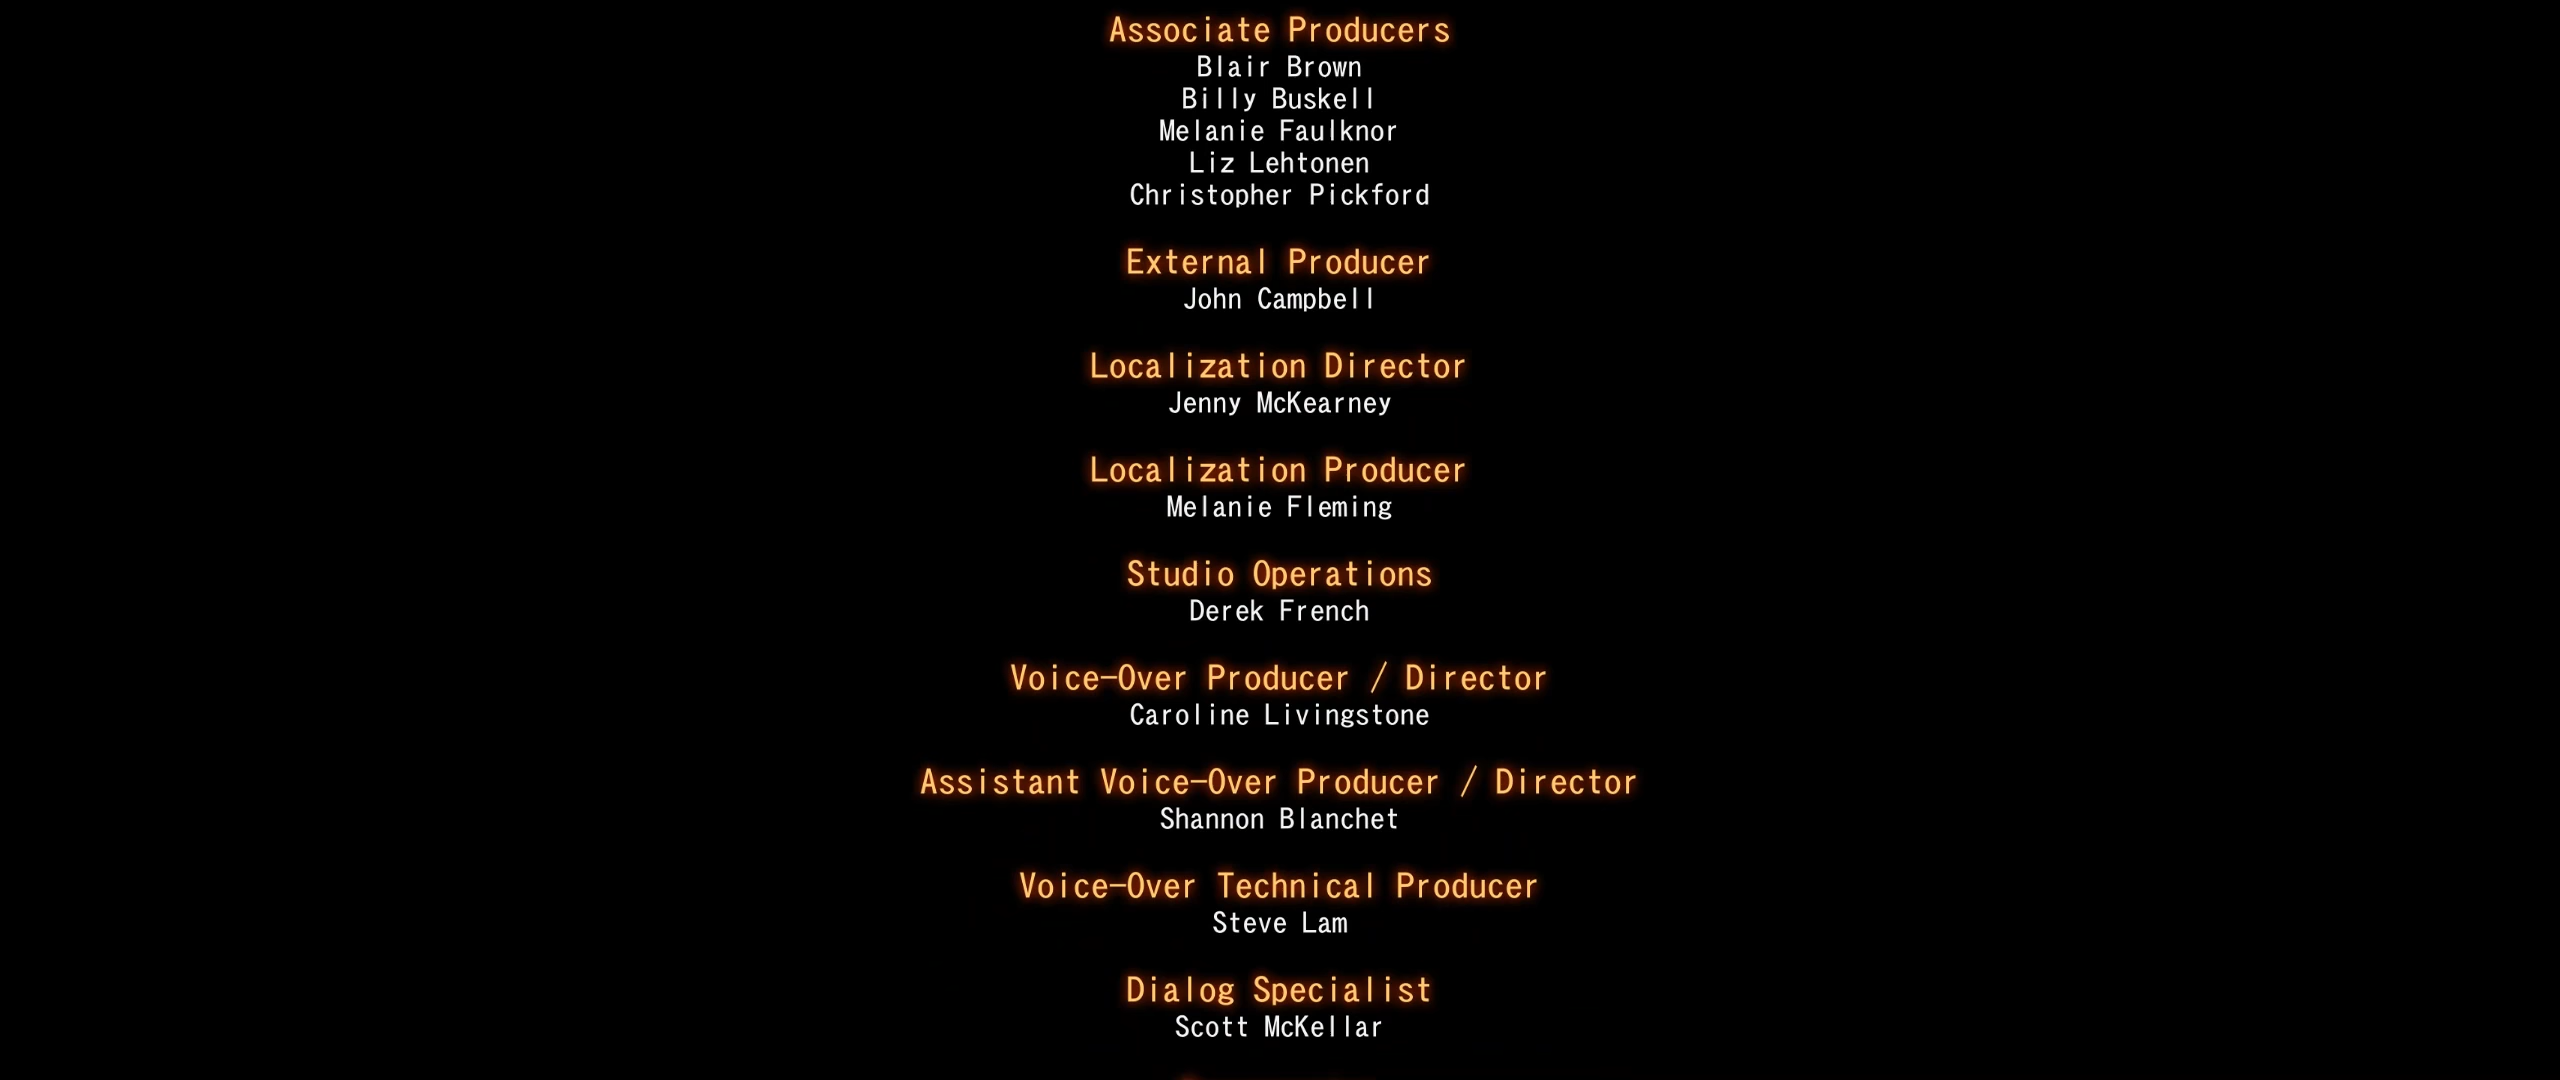 Associate Producers
Blair Brown
Billy Buskell
Melanie Faulknor
Liz Lehtonen
Christopher Pickford
External Producer
John Campbell
Localization Director
Jenny McKearney
Localization Producer
Melanie Fleming
Studio Operations
Derek French
Voice-Over Producer / Director
Caroline Livingstone
Assistant Voice-Over Producer / Director
Shannon Blanchet
Voice-Over Technical Producer
Steve Lam
Dialog Specialist
Scott McKellar